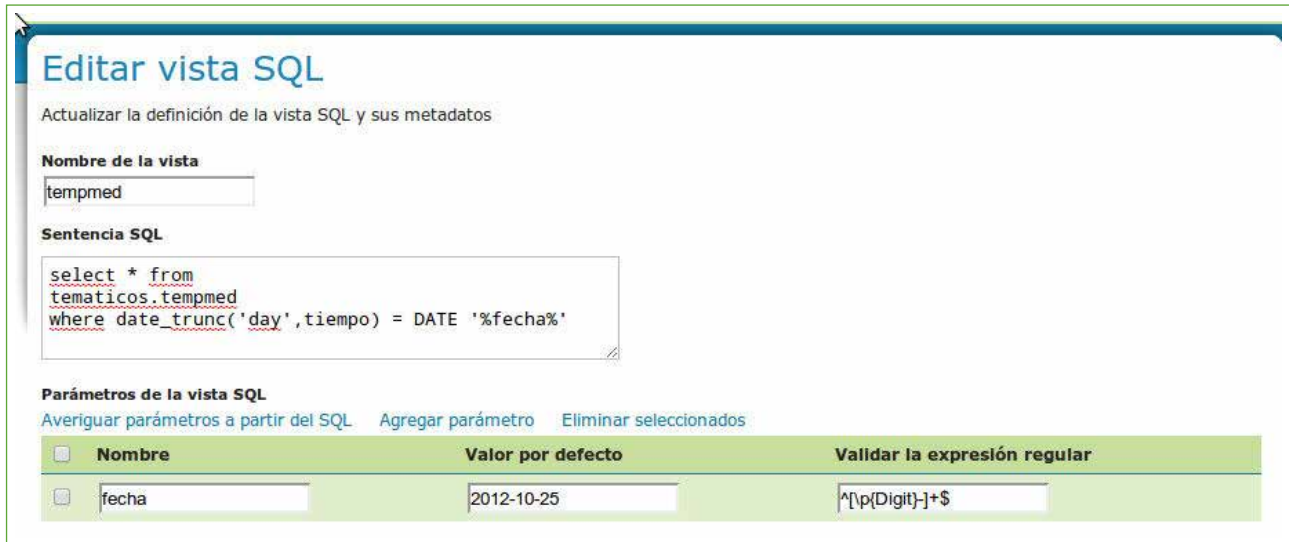 Editar vista SQL
Actualizar la definición de la vista SQL y sus metadatos
Nombre de la vista
tempmed
Sentencia SQL
select * from
tematicos.tempmed
where date_trunc('day',tiempo) = DATE '%fecha%'
Parámetros de la vista SQL
Averiguar parámetros a partir del SQL Agregar parámetro Eliminar seleccionados
Nombre Valor por defecto Validar la expresión regular
fecha 2012-10-25 ^[\p{Digit}-]+$